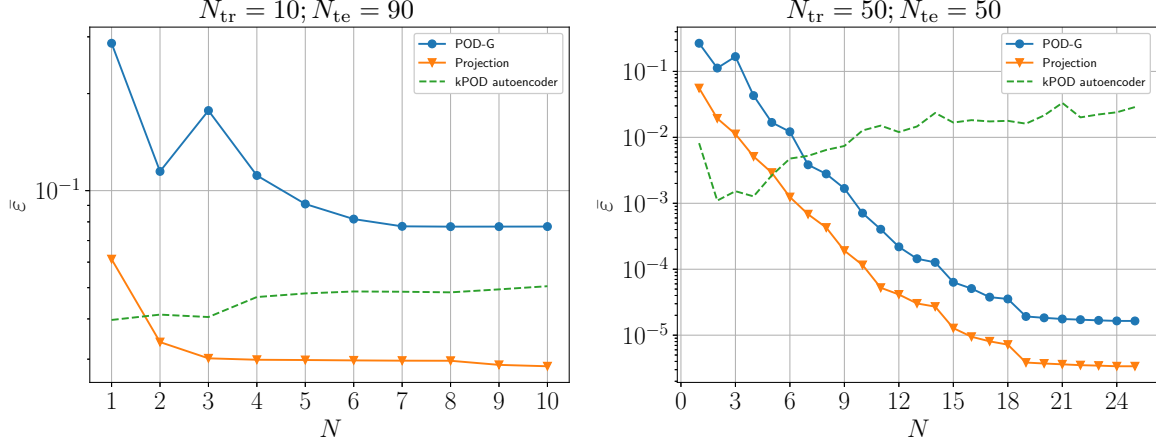 N_tr = 10; N_te = 90
POD-G
Projection
kPOD autoencoder
10^−1
ε̄
1 2 3 4 5 6 7 8 9 10
N
N_tr = 50; N_te = 50
POD-G
Projection
kPOD autoencoder
10^−1
10^−2
10^−3
10^−4
10^−5
ε̄
0 3 6 9 12 15 18 21 24
N